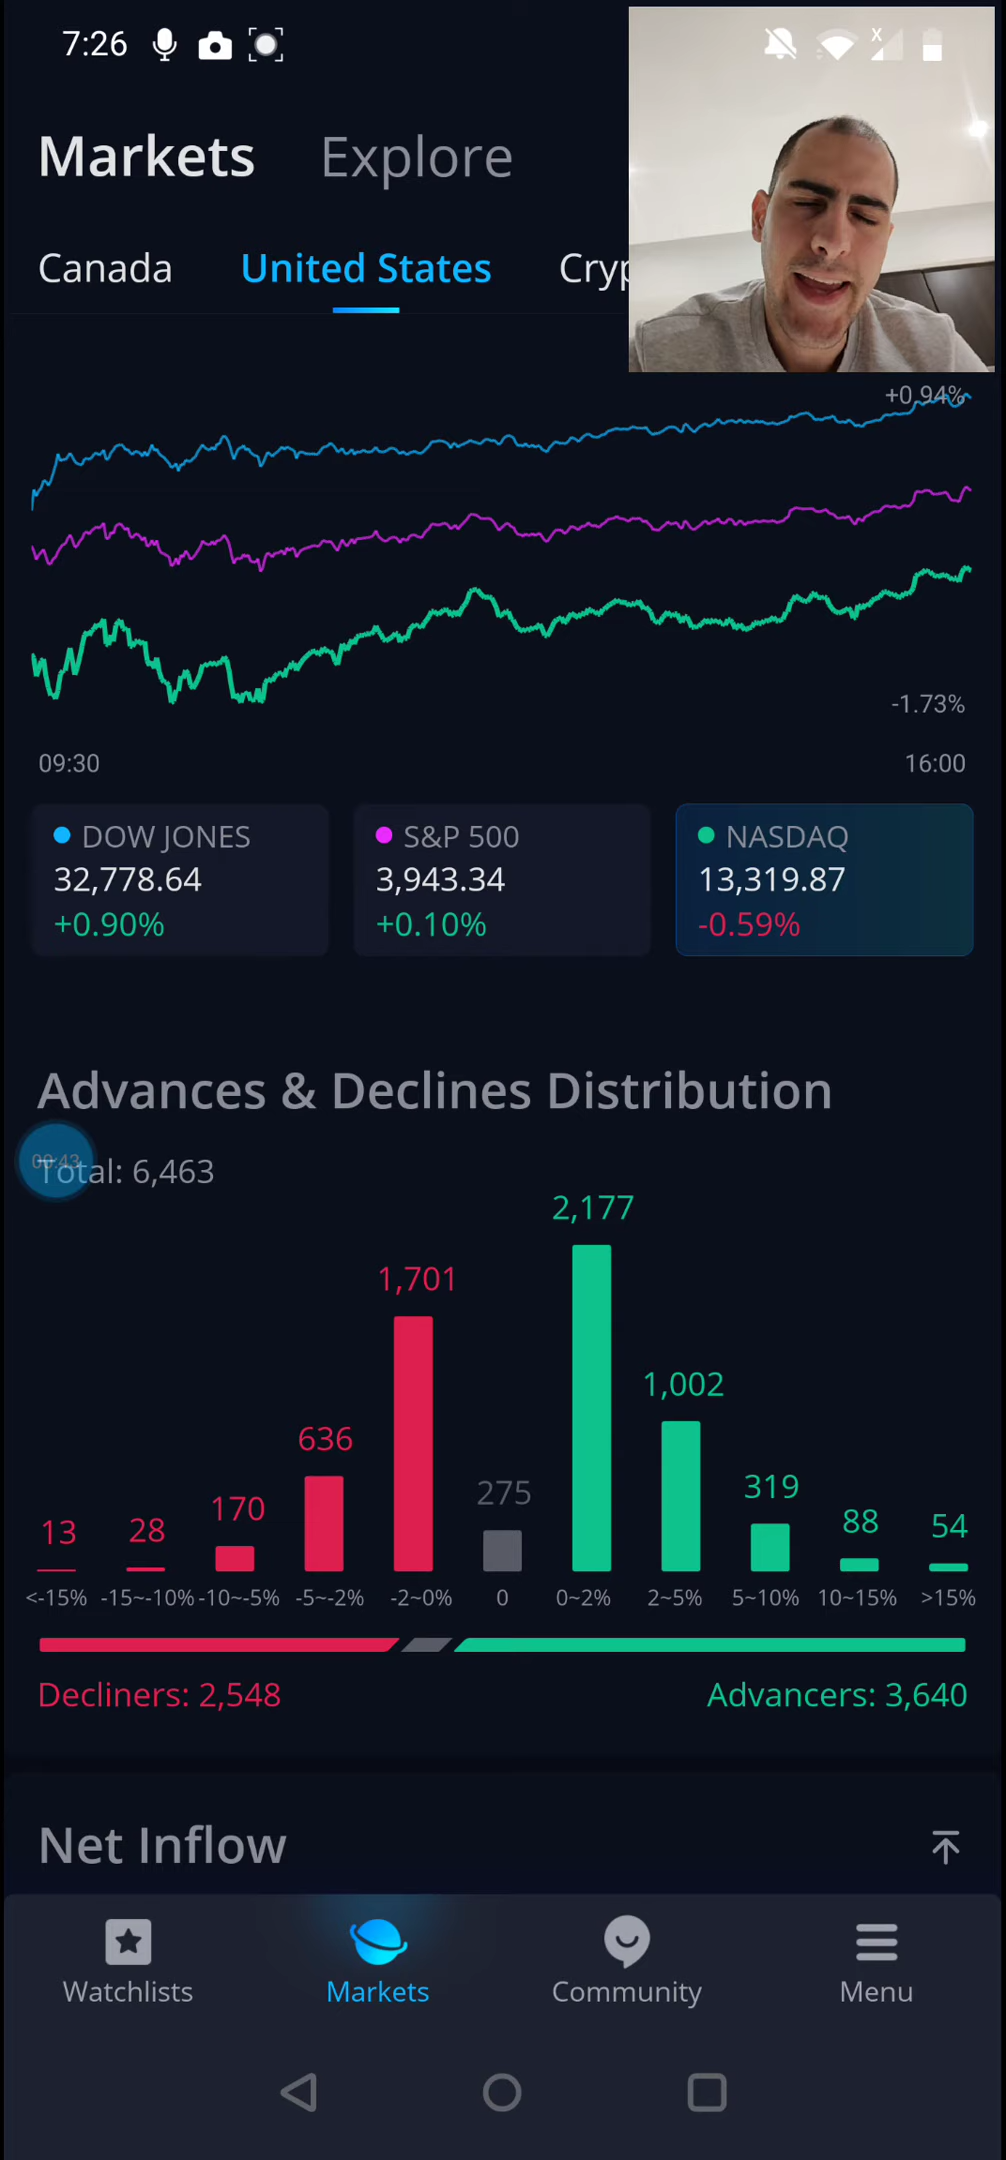 7:26
Markets Explore
Canada United States Cryp
+0.94%
-1.73%
09:30 16:00
DOW JONES S&P 500 NASDAQ
32,778.64 3,943.34 13,319.87
+0.90% +0.10% -0.59%
Advances & Declines Distribution
00:43
Total: 6,463
2,177
1,701
1,002
636
319
275
170
88
54
28
13
<-15% -15~-10% -10~-5% -5~-2% -2~0% 0 0~2% 2~5% 5~10% 10~15% >15%
Decliners: 2,548 Advancers: 3,640
Net Inflow
Watchlists Markets Community Menu